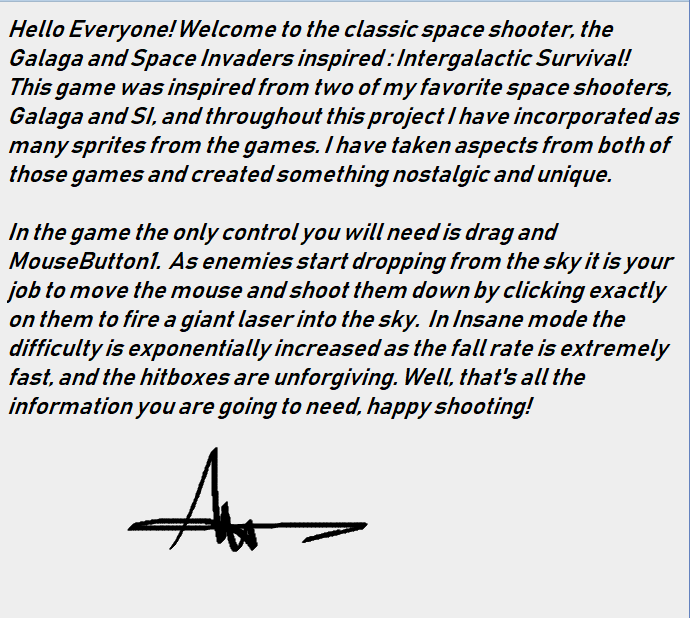 Hello Everyone! Welcome to the classic space shooter, the
Galaga and Space Invaders inspired : Intergalactic Survival!
This game was inspired from two of my favorite space shooters,
Galaga and SI, and throughout this project I have incorporated as
many sprites from the games. I have taken aspects from both of
those games and created something nostalgic and unique.
In the game the only control you will need is drag and
MouseButton1.  As enemies start dropping from the sky it is your
job to move the mouse and shoot them down by clicking exactly
on them to fire a giant laser into the sky.  In Insane mode the
difficulty is exponentially increased as the fall rate is extremely
fast, and the hitboxes are unforgiving. Well, that's all the
information you are going to need, happy shooting!